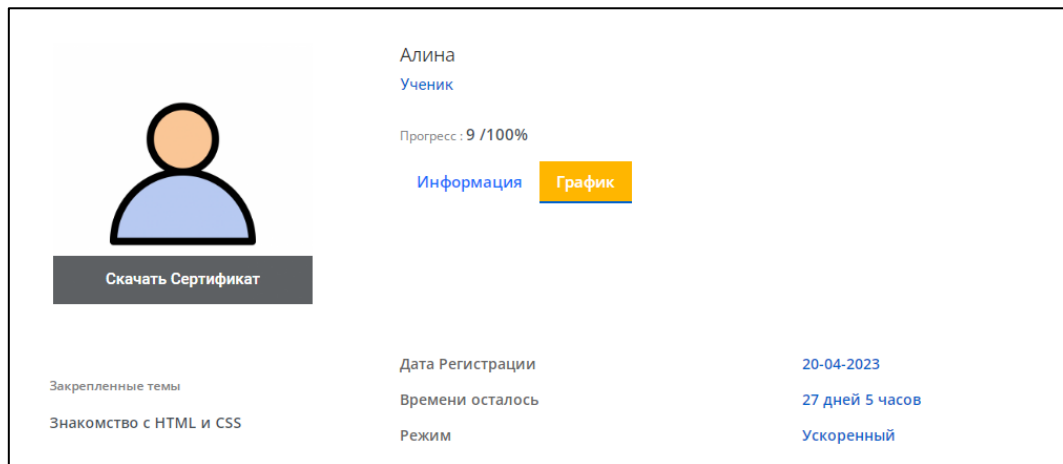 Алина
Ученик
Прогресс : 9 /100%
Информация График
Скачать Сертификат
Закрепленные темы
Знакомство с HTML и CSS
Дата Регистрации 20-04-2023
Времени осталось 27 дней 5 часов
Режим Ускоренный